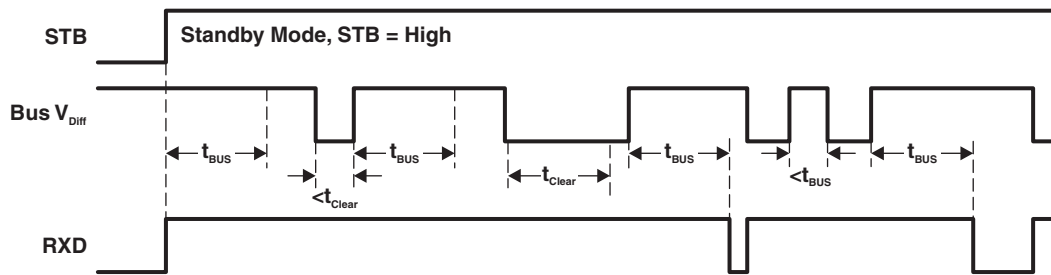 STB
Standby Mode, STB = High
Bus VDiff
tBUS
tBUS
tBUS
tBUS
<tClear
tClear
<tBUS
RXD